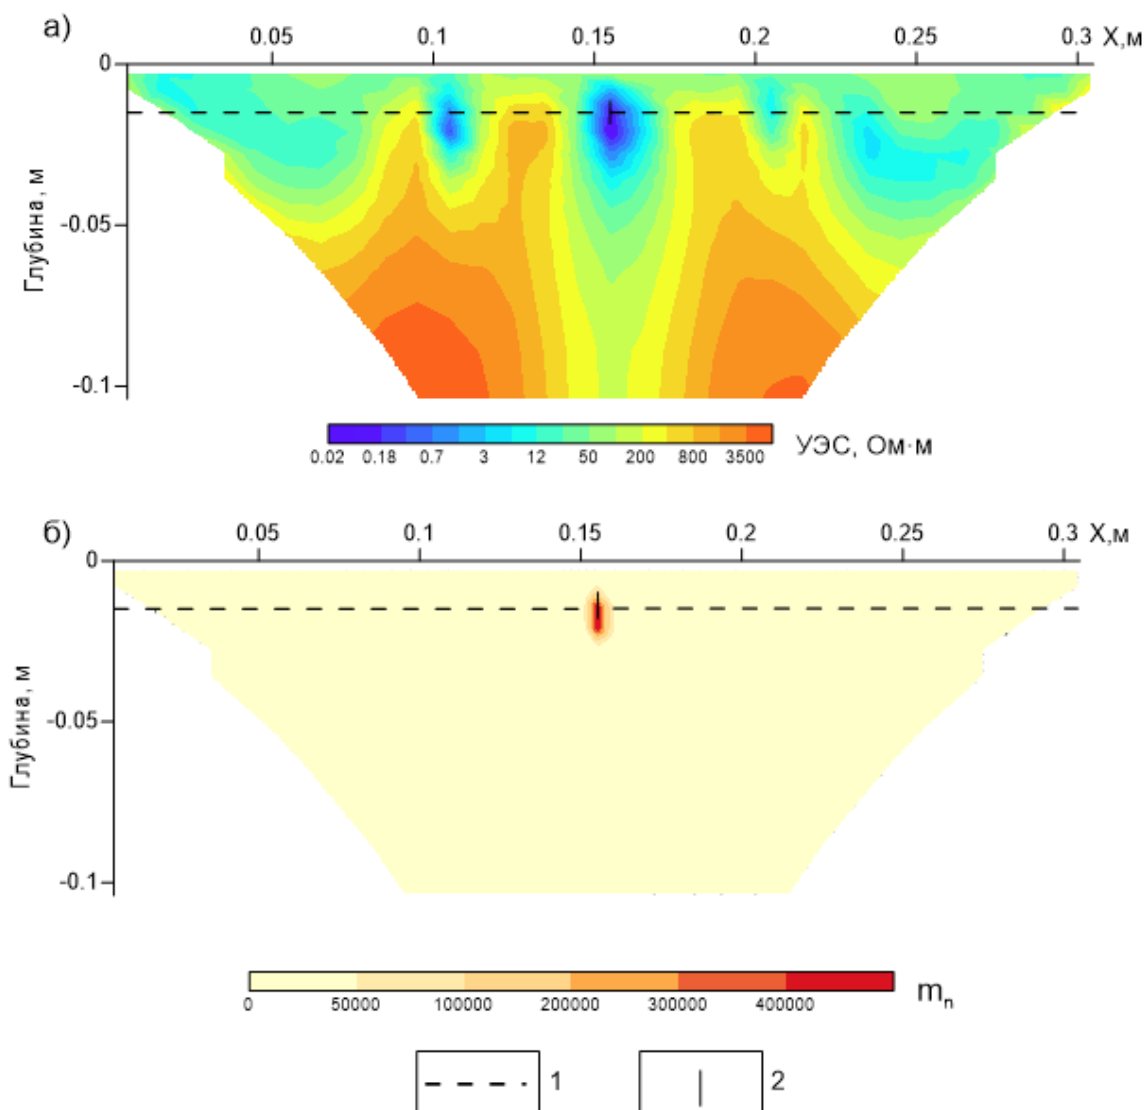 а)
0.05 0.1 0.15 0.2 0.25 0.3 X,м
0
-0.05
-0.1
Глубина, м
0.02 0.18 0.7 3 12 50 200 800 3500 УЭС, Ом·м
б)
0.05 0.1 0.15 0.2 0.25 0.3 X,м
0
-0.05
-0.1
Глубина, м
0 50000 100000 200000 300000 400000 mₙ
1 2